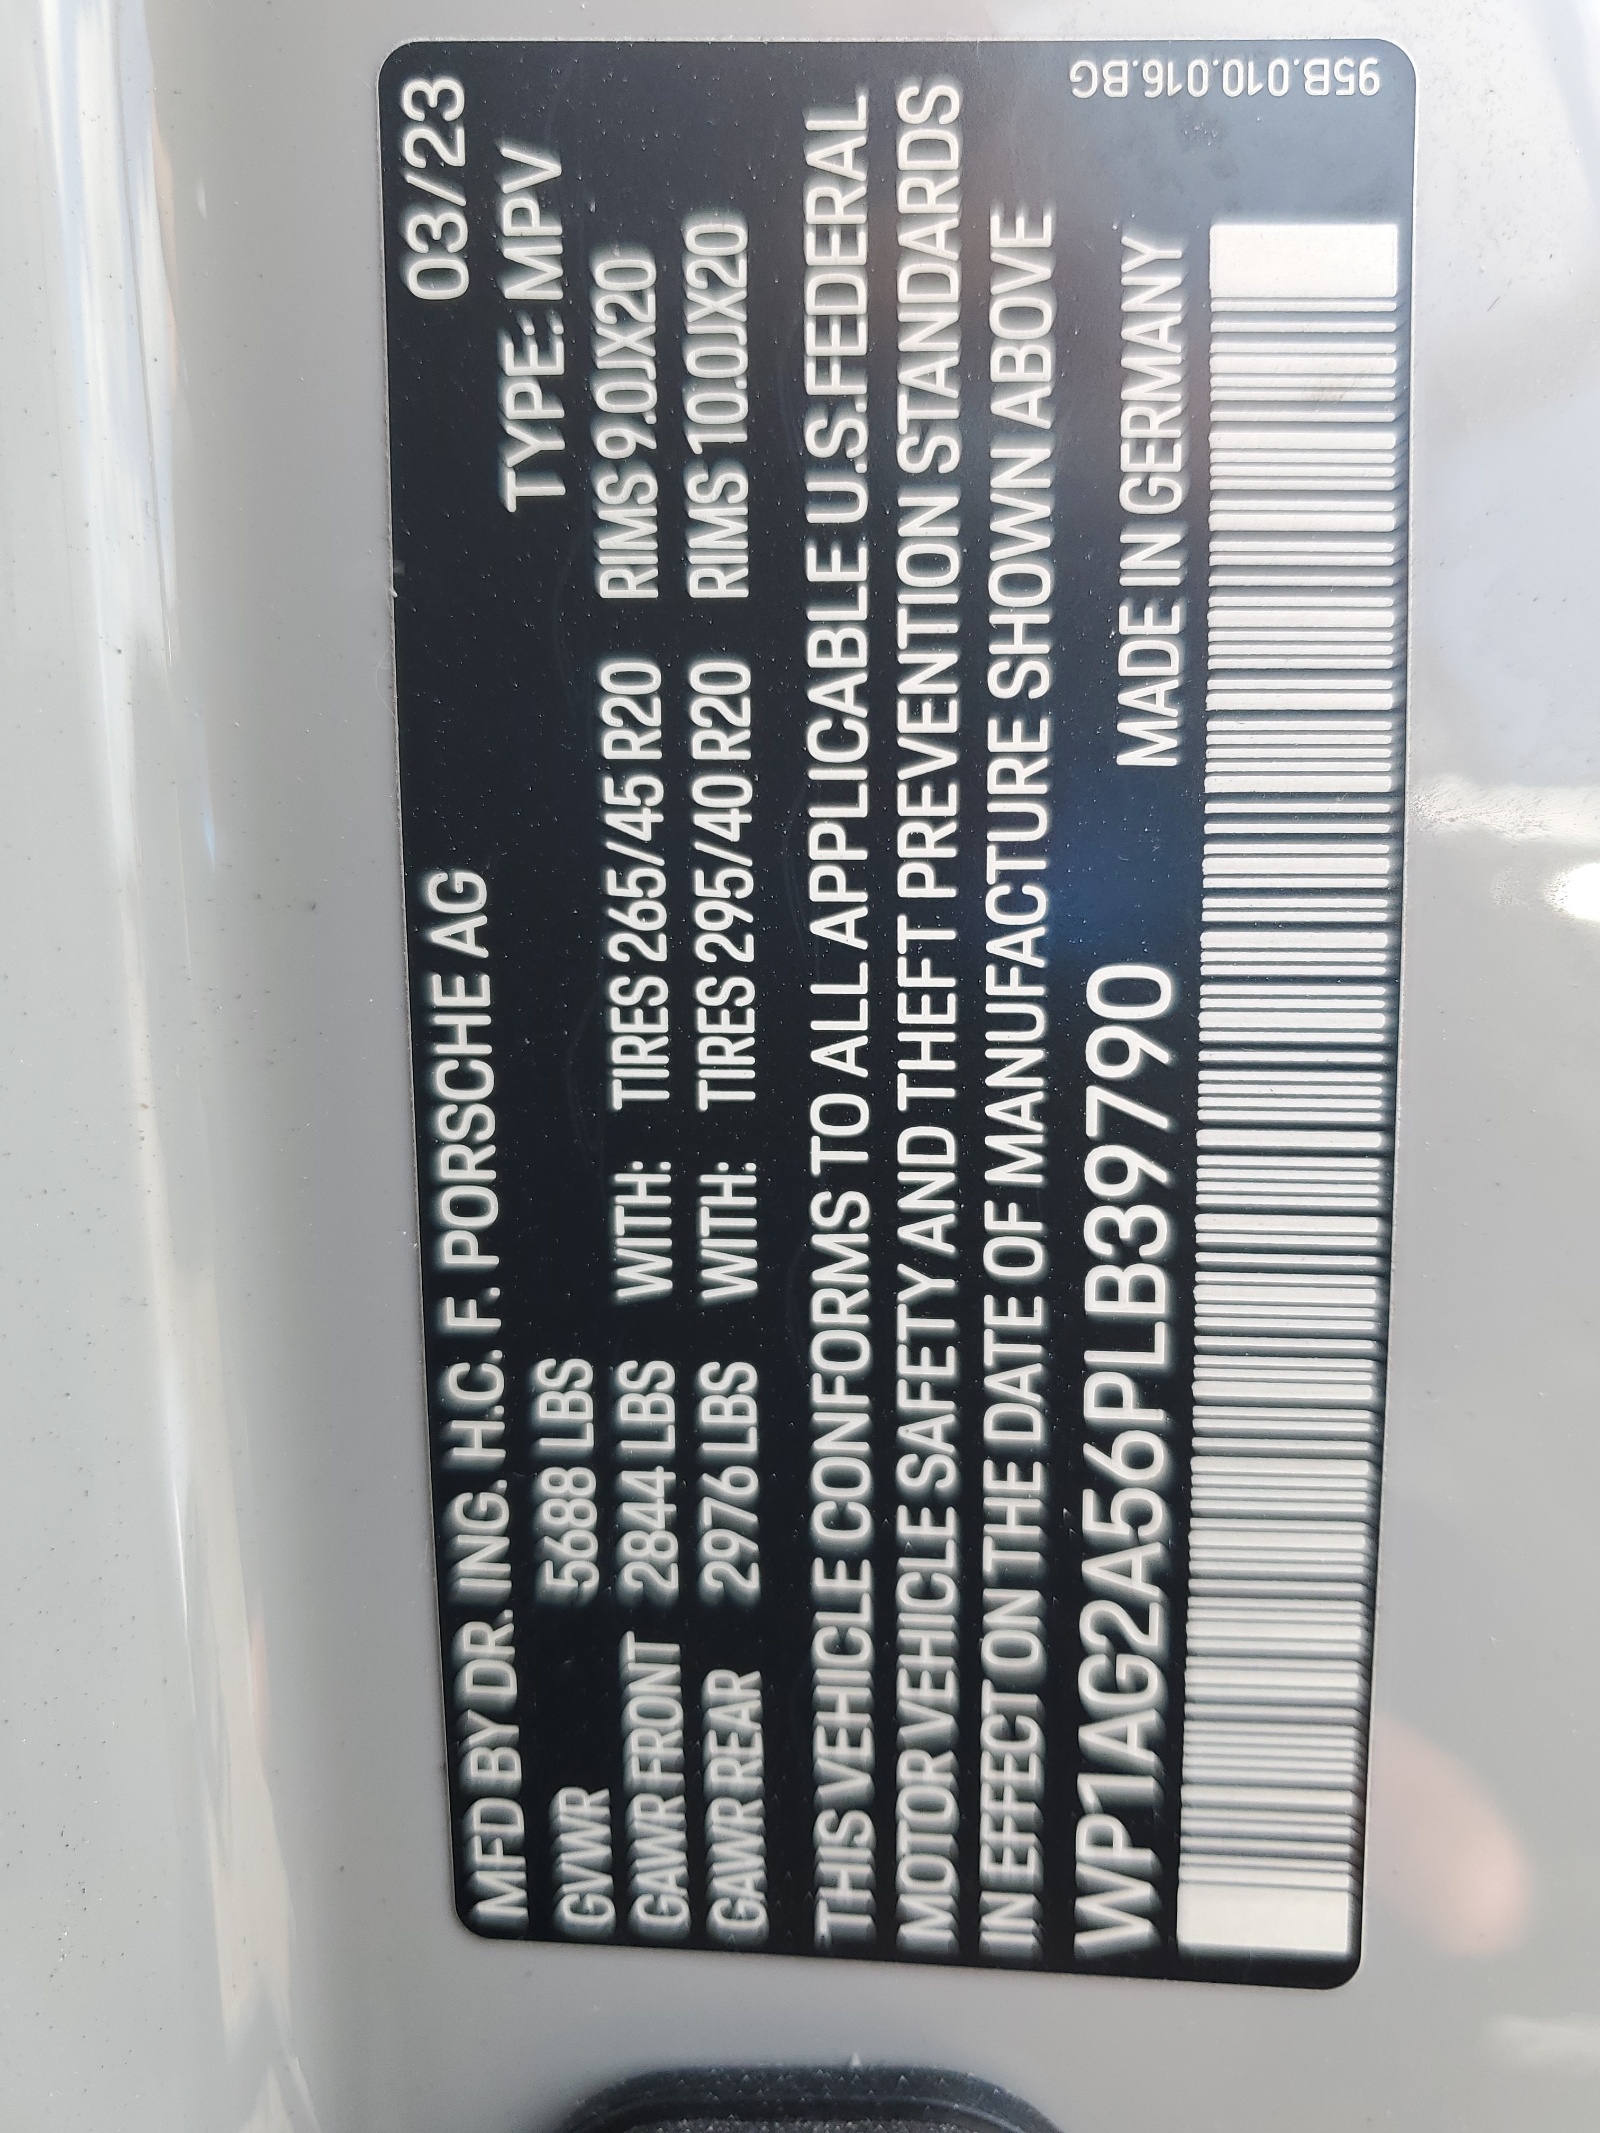 MFD BY DR. ING. H.C. F. PORSCHE AG 03/23
GVWR 5688 LBS TYPE: MPV
GAWR FRONT 2844 LBS WITH: TIRES 265/45 R20 RIMS 9.0JX20
GAWR REAR 2976 LBS WITH: TIRES 295/40 R20 RIMS 10.0JX20
THIS VEHICLE CONFORMS TO ALL APPLICABLE U.S.FEDERAL
MOTOR VEHICLE SAFETY AND THEFT PREVENTION STANDARDS
IN EFFECT ON THE DATE OF MANUFACTURE SHOWN ABOVE
WP1AG2A56PLB39790 MADE IN GERMANY
95B.010.016.BG